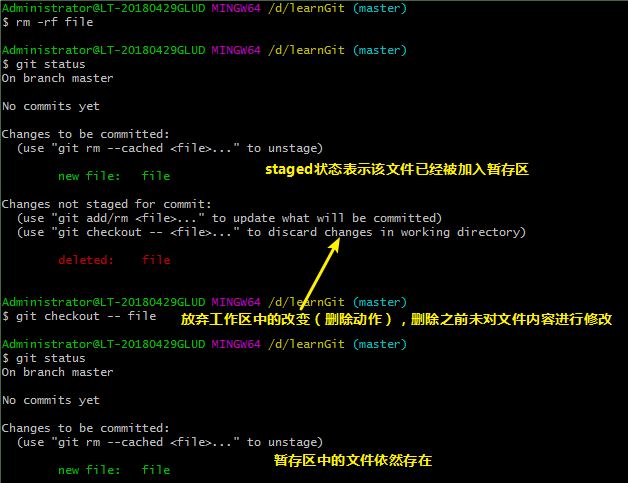 Administrator@LT-20180429GLUD MINGW64 /d/learnGit (master)
$ rm -rf file
Administrator@LT-20180429GLUD MINGW64 /d/learnGit (master)
$ git status
On branch master
No commits yet
Changes to be committed:
(use "git rm --cached <file>..." to unstage)
staged状态表示该文件已经被加入暂存区
new file: file
Changes not staged for commit:
(use "git add/rm <file>..." to update what will be committed)
(use "git checkout -- <file>..." to discard changes in working directory)
deleted: file
Administrator@LT-20180429GLUD MINGW64 /d/learnGit (master)
$ git checkout -- file
放弃工作区中的改变（删除动作），删除之前未对文件内容进行修改
Administrator@LT-20180429GLUD MINGW64 /d/learnGit (master)
$ git status
On branch master
No commits yet
Changes to be committed:
(use "git rm --cached <file>..." to unstage)
暂存区中的文件依然存在
new file: file